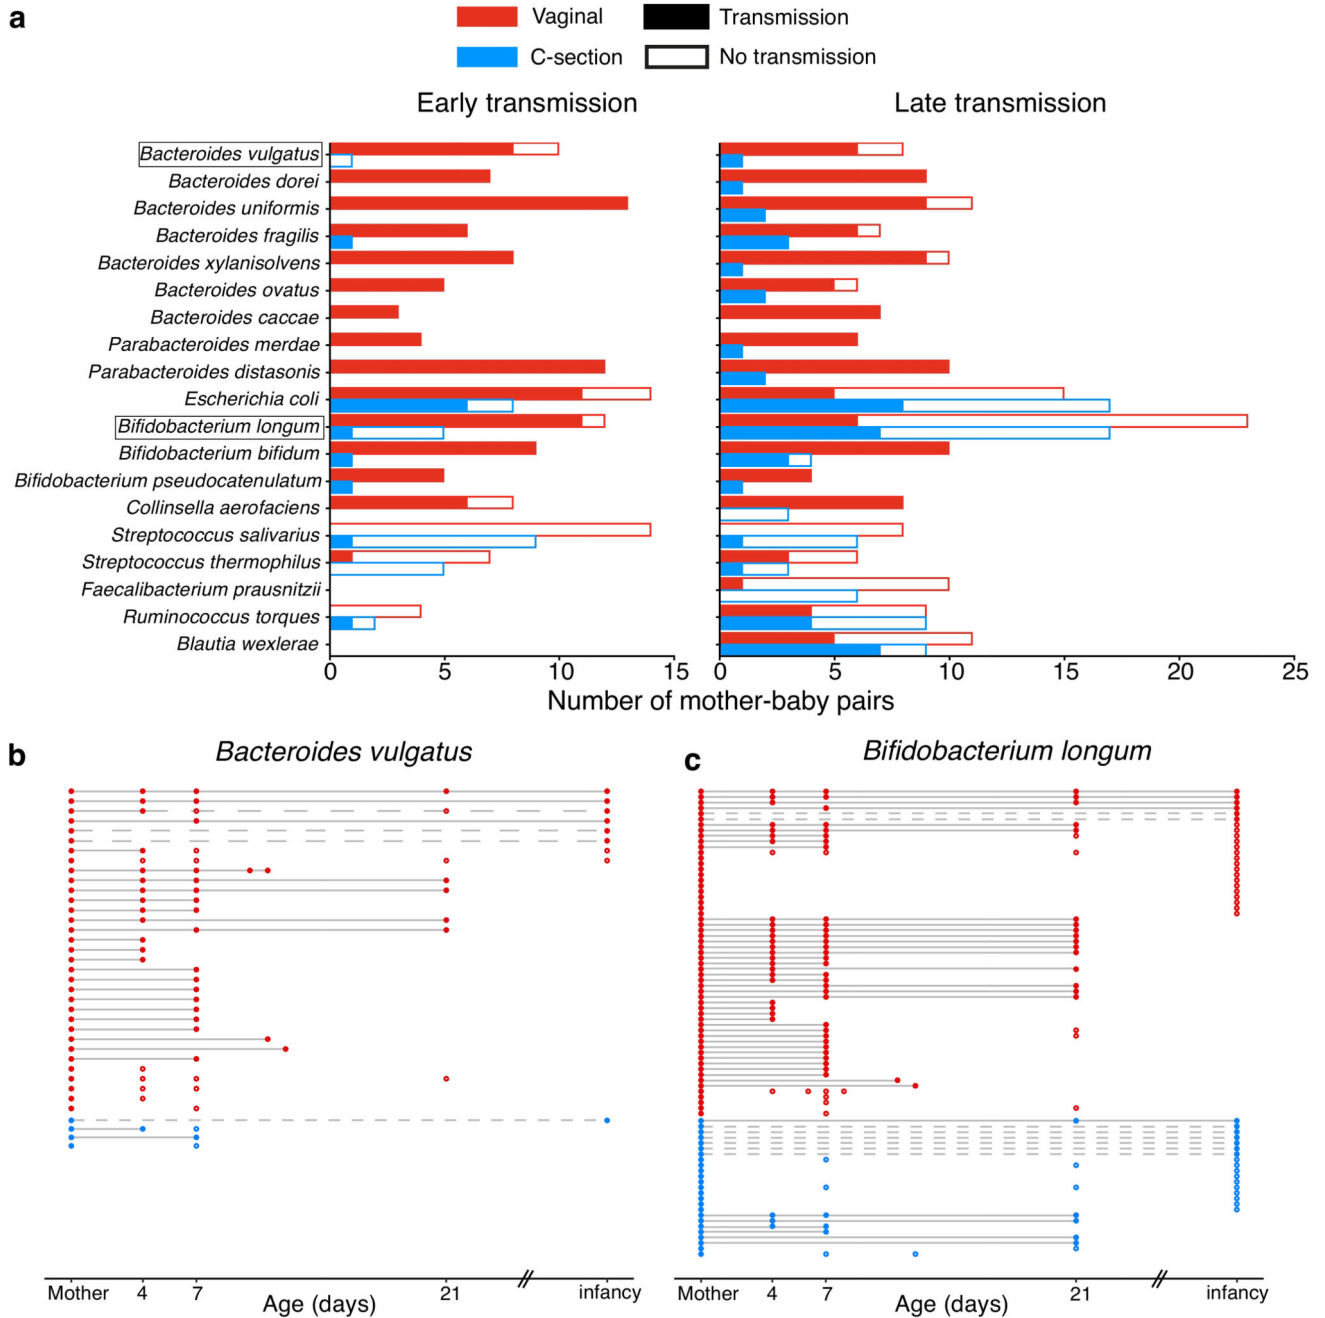 a
Vaginal
Transmission
C-section
No transmission
Early transmission
Late transmission
Bacteroides vulgatus
Bacteroides dorei
Bacteroides uniformis
Bacteroides fragilis
Bacteroides xylanisolvens
Bacteroides ovatus
Bacteroides caccae
Parabacteroides merdae
Parabacteroides distasonis
Escherichia coli
Bifidobacterium longum
Bifidobacterium bifidum
Bifidobacterium pseudocatenulatum
Collinsella aerofaciens
Streptococcus salivarius
Streptococcus thermophilus
Faecalibacterium prausnitzii
Ruminococcus torques
Blautia wexlerae
0 5 10 15 0 5 10 15 20 25
Number of mother-baby pairs
b
Bacteroides vulgatus
c
Bifidobacterium longum
Mother 4 7 21 infancy
Age (days)
Mother 4 7 21 infancy
Age (days)